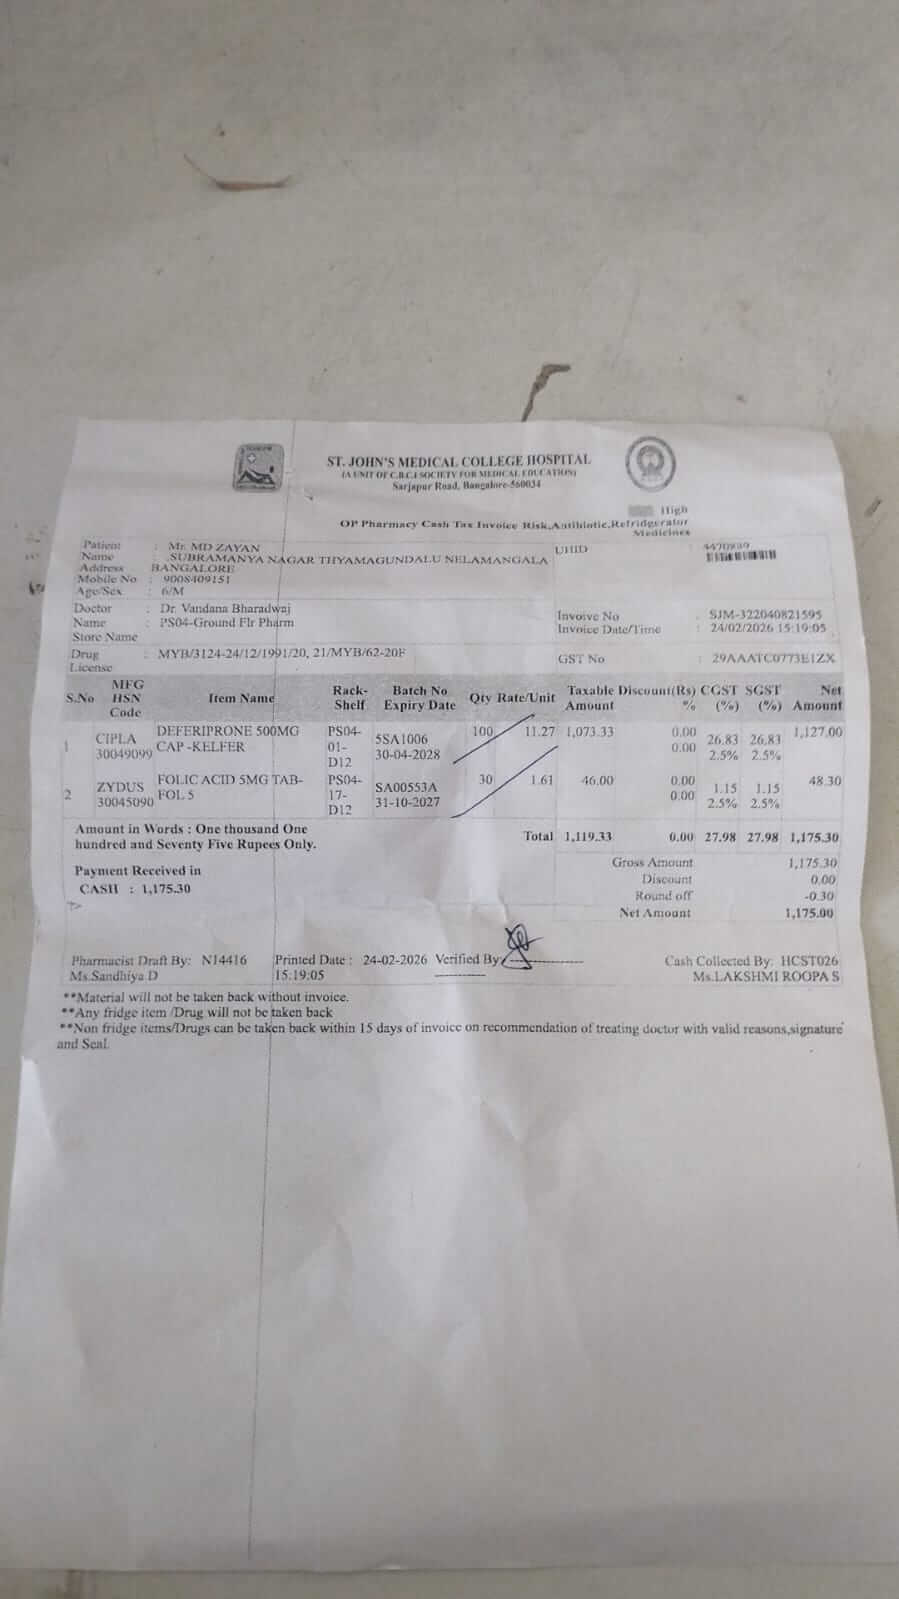 ST. JOHN'S MEDICAL COLLEGE HOSPITAL
(A UNIT OF C.B.C.I SOCIETY FOR MEDICAL EDUCATION)
Sarjapur Road, Bangalore-560034
High
OP Pharmacy Cash Tax Invoice Risk,Antibiotic,Refridgerator
Medicines
Patient : Mr. MD ZAYAN
Name : .SUBRAMANYA NAGAR THYAMAGUNDALU NELAMANGALA
Address BANGALORE
Mobile No : 9008409151
Age/Sex : 6/M
UHID : 4470939
Doctor : Dr. Vandana Bharadwaj
Name : PS04-Ground Flr Pharm
Store Name
Invoive No : SJM-322040821595
Invoice Date/Time : 24/02/2026 15:19:05
Drug : MYB/3124-24/12/1991/20, 21/MYB/62-20F
License
GST No : 29AAATC0773E1ZX
S.No MFG HSN Code Item Name Rack-Shelf Batch No Expiry Date Qty Rate/Unit Taxable Amount Discount(Rs) % CGST (%) SGST (%) Net Amount
1 CIPLA 30049099 DEFERIPRONE 500MG CAP -KELFER PS04-01-D12 5SA1006 30-04-2028 100 11.27 1,073.33 0.00 0.00 26.83 2.5% 26.83 2.5% 1,127.00
2 ZYDUS 30045090 FOLIC ACID 5MG TAB-FOL 5 PS04-17-D12 SA00553A 31-10-2027 30 1.61 46.00 0.00 0.00 1.15 2.5% 1.15 2.5% 48.30
Amount in Words : One thousand One
hundred and Seventy Five Rupees Only.
Total 1,119.33 0.00 27.98 27.98 1,175.30
Payment Received in
CASH : 1,175.30
Gross Amount 1,175.30
Discount 0.00
Round off -0.30
Net Amount 1,175.00
Pharmacist Draft By: N14416 Printed Date : 24-02-2026 Verified By: Cash Collected By: HCST026
Ms.Sandhiya D 15:19:05 Ms.LAKSHMI ROOPA S
**Material will not be taken back without invoice.
**Any fridge item /Drug will not be taken back
**Non fridge items/Drugs can be taken back within 15 days of invoice on recommendation of treating doctor with valid reasons,signature
and Seal.